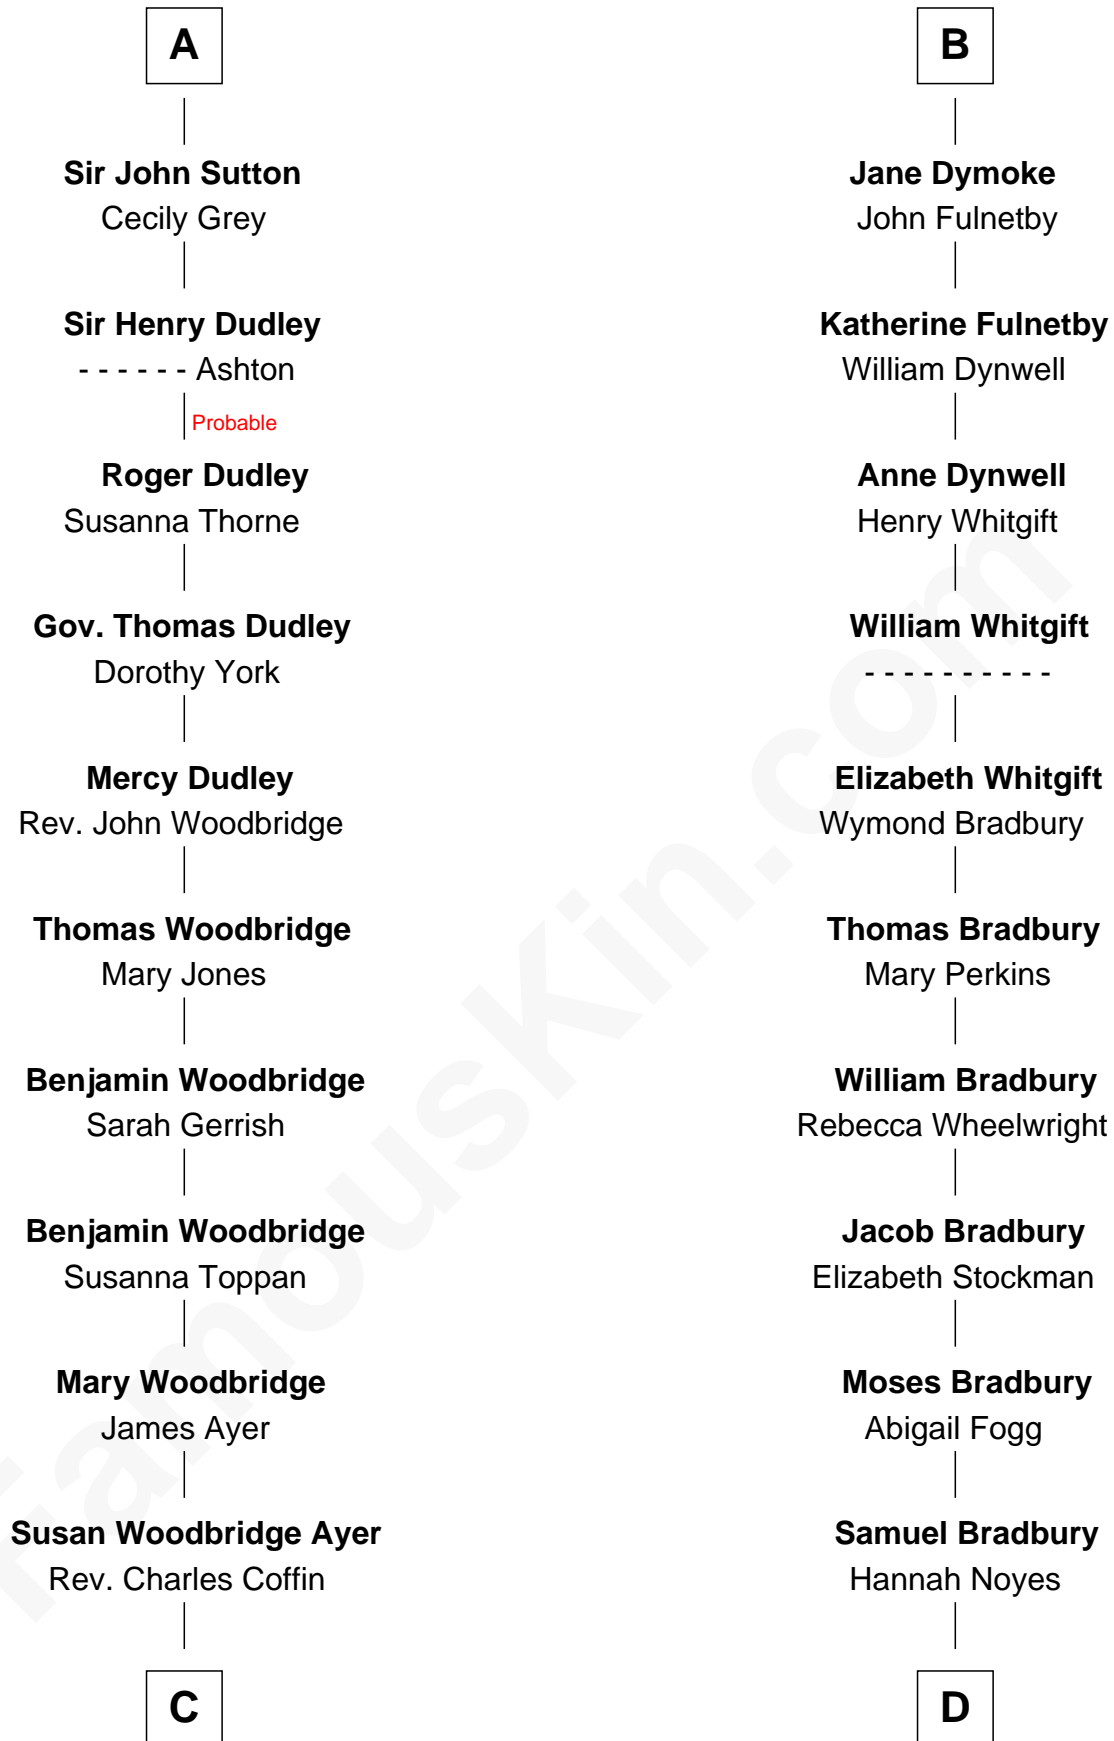 A
Sir John Sutton
Cecily Grey
Sir Henry Dudley
- - - - - - Ashton
Probable
Roger Dudley
Susanna Thorne
Gov. Thomas Dudley
Dorothy York
Mercy Dudley
Rev. John Woodbridge
Thomas Woodbridge
Mary Jones
Benjamin Woodbridge
Sarah Gerrish
Benjamin Woodbridge
Susanna Toppan
Mary Woodbridge
James Ayer
Susan Woodbridge Ayer
Rev. Charles Coffin
C
B
Jane Dymoke
John Fulnetby
Katherine Fulnetby
William Dynwell
Anne Dynwell
Henry Whitgift
William Whitgift
- - - - - - - - - -
Elizabeth Whitgift
Wymond Bradbury
Thomas Bradbury
Mary Perkins
William Bradbury
Rebecca Wheelwright
Jacob Bradbury
Elizabeth Stockman
Moses Bradbury
Abigail Fogg
Samuel Bradbury
Hannah Noyes
D
FamousKin.com